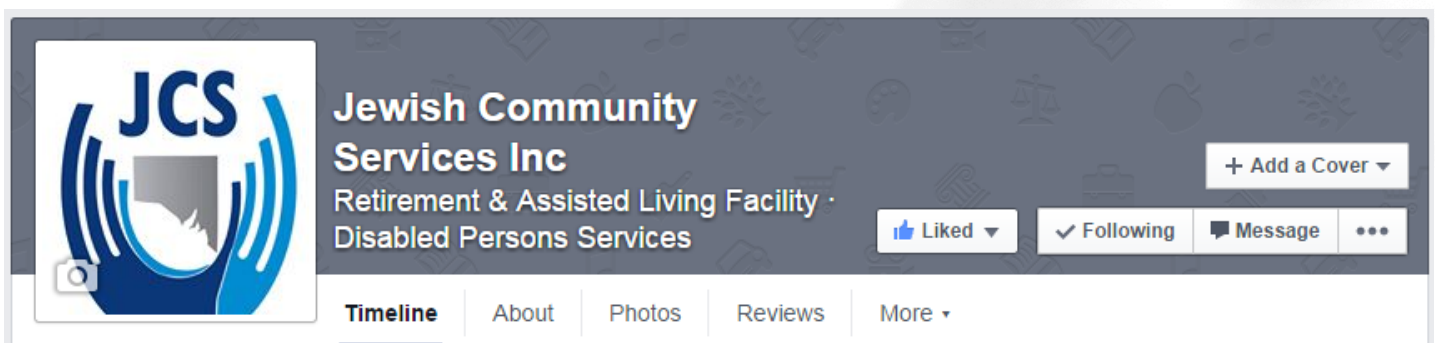 JCS
Jewish Community
Services Inc
Retirement & Assisted Living Facility ·
Disabled Persons Services
+ Add a Cover
Liked
Following
Message
•••
Timeline
About
Photos
Reviews
More